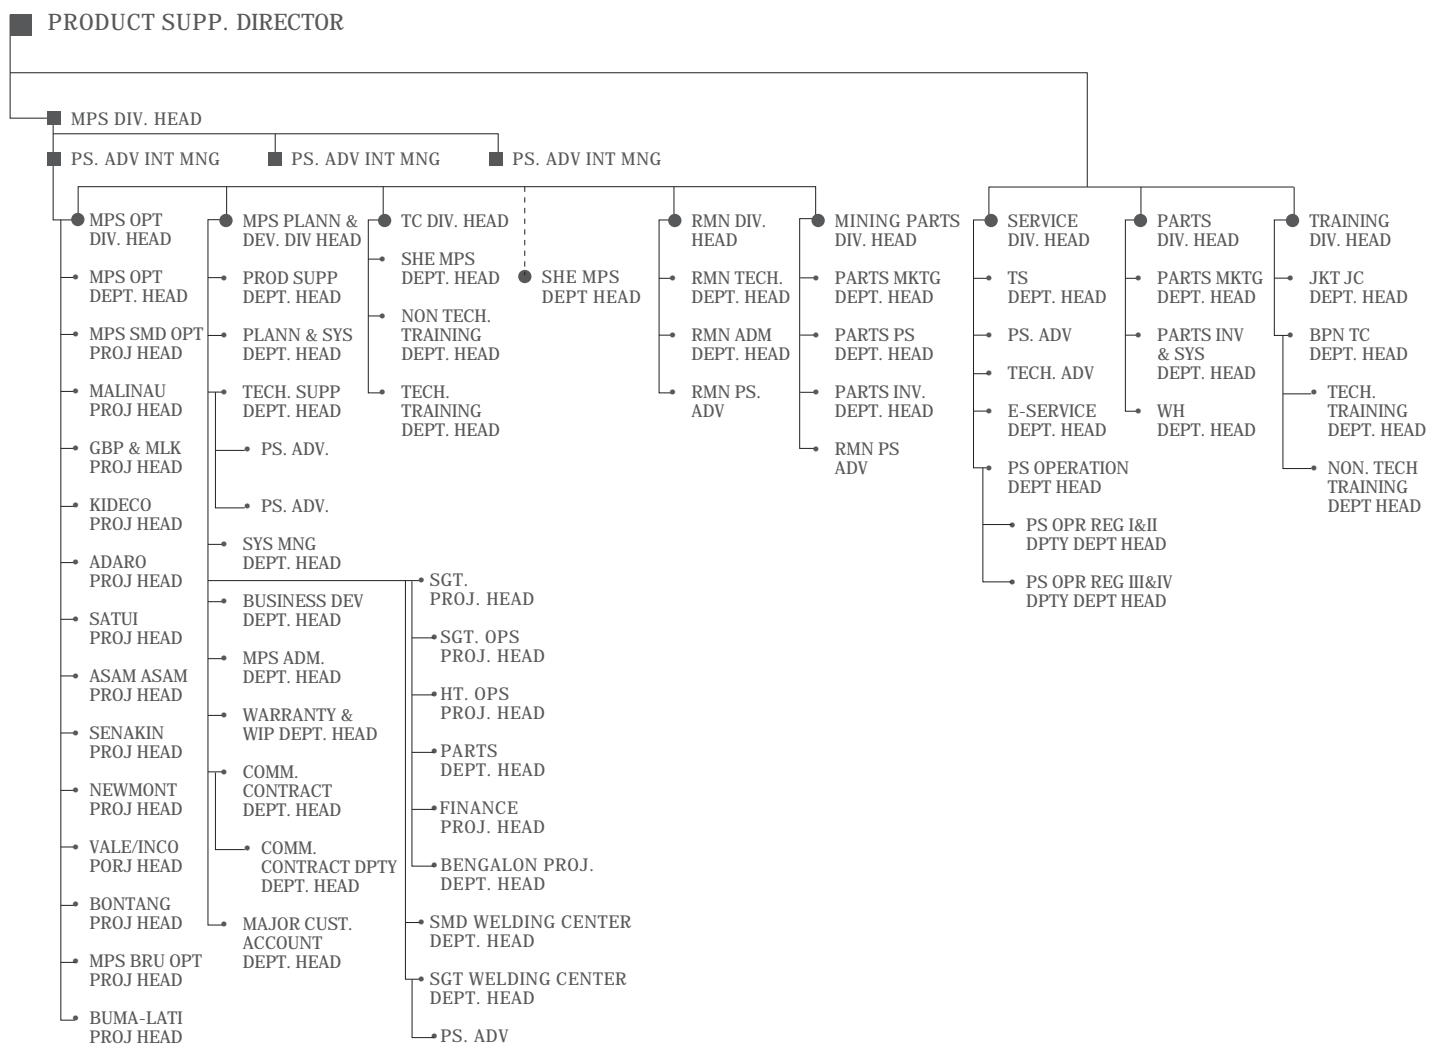 PRODUCT SUPP. DIRECTOR
MPS DIV. HEAD
PS. ADV INT MNG
PS. ADV INT MNG
PS. ADV INT MNG
MPS OPT
DIV. HEAD
MPS OPT
DEPT. HEAD
MPS SMD OPT
PROJ HEAD
MALINAU
PROJ HEAD
GBP & MLK
PROJ HEAD
KIDECO
PROJ HEAD
ADARO
PROJ HEAD
SATUI
PROJ HEAD
ASAM ASAM
PROJ HEAD
SENAKIN
PROJ HEAD
NEWMONT
PROJ HEAD
VALE/INCO
PORJ HEAD
BONTANG
PROJ HEAD
MPS BRU OPT
PROJ HEAD
BUMA-LATI
PROJ HEAD
MPS PLANN &
DEV. DIV HEAD
PROD SUPP
DEPT. HEAD
PLANN & SYS
DEPT. HEAD
TECH. SUPP
DEPT. HEAD
PS. ADV.
PS. ADV.
SYS MNG
DEPT. HEAD
BUSINESS DEV
DEPT. HEAD
MPS ADM.
DEPT. HEAD
WARRANTY &
WIP DEPT. HEAD
COMM.
CONTRACT
DEPT. HEAD
COMM.
CONTRACT DPTY
DEPT. HEAD
MAJOR CUST.
ACCOUNT
DEPT. HEAD
SGT.
PROJ. HEAD
SGT. OPS
PROJ. HEAD
HT. OPS
PROJ. HEAD
PARTS
DEPT. HEAD
FINANCE
PROJ. HEAD
BENGALON PROJ.
DEPT. HEAD
SMD WELDING CENTER
DEPT. HEAD
SGT WELDING CENTER
DEPT. HEAD
PS. ADV
TC DIV. HEAD
SHE MPS
DEPT. HEAD
NON TECH.
TRAINING
DEPT. HEAD
TECH.
TRAINING
DEPT. HEAD
SHE MPS
DEPT HEAD
RMN DIV.
HEAD
RMN TECH.
DEPT. HEAD
RMN ADM
DEPT. HEAD
RMN PS.
ADV
MINING PARTS
DIV. HEAD
PARTS MKTG
DEPT. HEAD
PARTS PS
DEPT. HEAD
PARTS INV.
DEPT. HEAD
RMN PS
ADV
SERVICE
DIV. HEAD
TS
DEPT. HEAD
PS. ADV
TECH. ADV
E-SERVICE
DEPT. HEAD
PS OPERATION
DEPT HEAD
PS OPR REG I&II
DPTY DEPT HEAD
PS OPR REG III&IV
DPTY DEPT HEAD
PARTS
DIV. HEAD
PARTS MKTG
DEPT. HEAD
PARTS INV
& SYS
DEPT. HEAD
WH
DEPT. HEAD
TRAINING
DIV. HEAD
JKT JC
DEPT. HEAD
BPN TC
DEPT. HEAD
TECH.
TRAINING
DEPT. HEAD
NON. TECH
TRAINING
DEPT HEAD